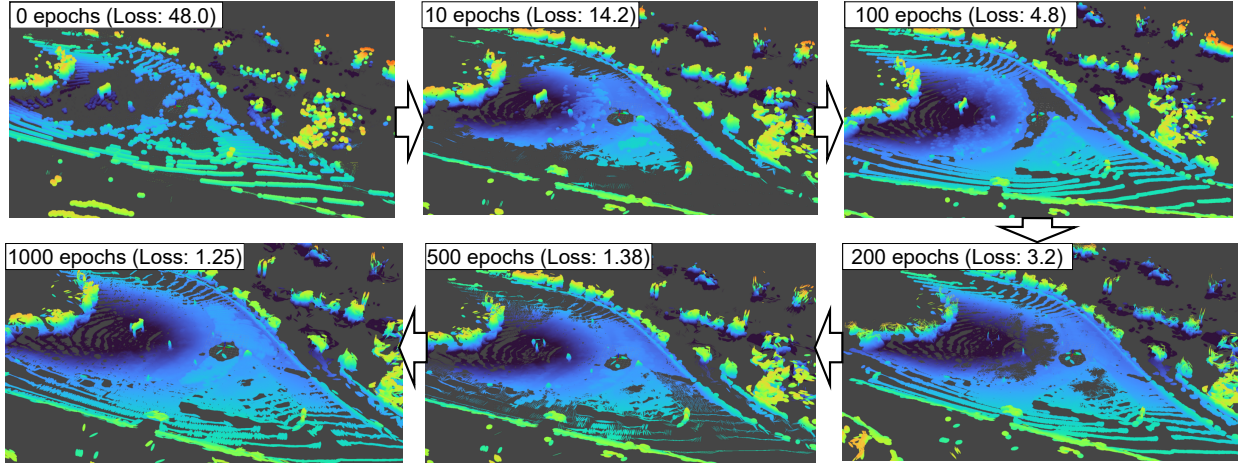 0 epochs (Loss: 48.0)
10 epochs (Loss: 14.2)
100 epochs (Loss: 4.8)
1000 epochs (Loss: 1.25)
500 epochs (Loss: 1.38)
200 epochs (Loss: 3.2)